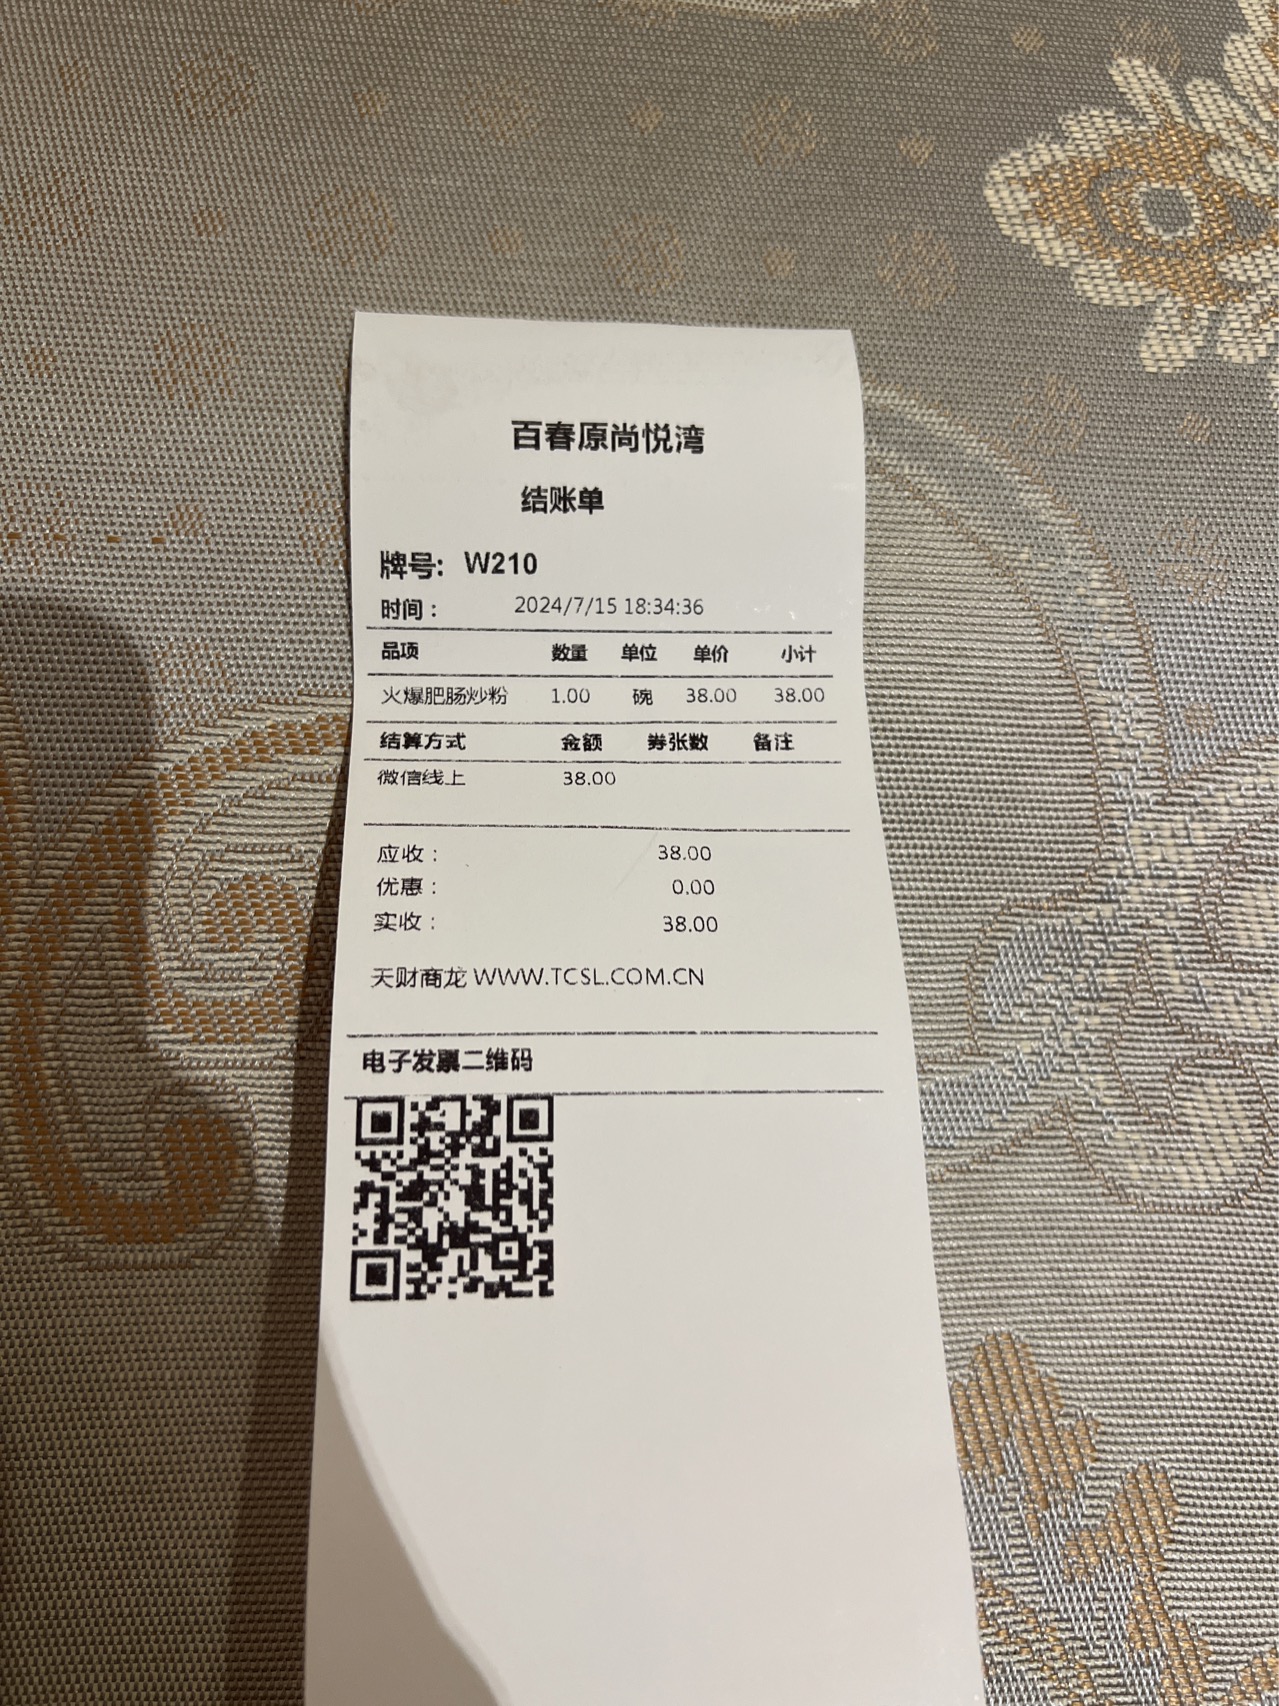 百春原尚悦湾
结账单
牌号: W210
时间： 2024/7/15 18:34:36
品项 数量 单位 单价 小计
火爆肥肠炒粉 1.00 碗 38.00 38.00
结算方式 金额 券张数 备注
微信线上 38.00
应收： 38.00
优惠： 0.00
实收： 38.00
天财商龙 WWW.TCSL.COM.CN
电子发票二维码